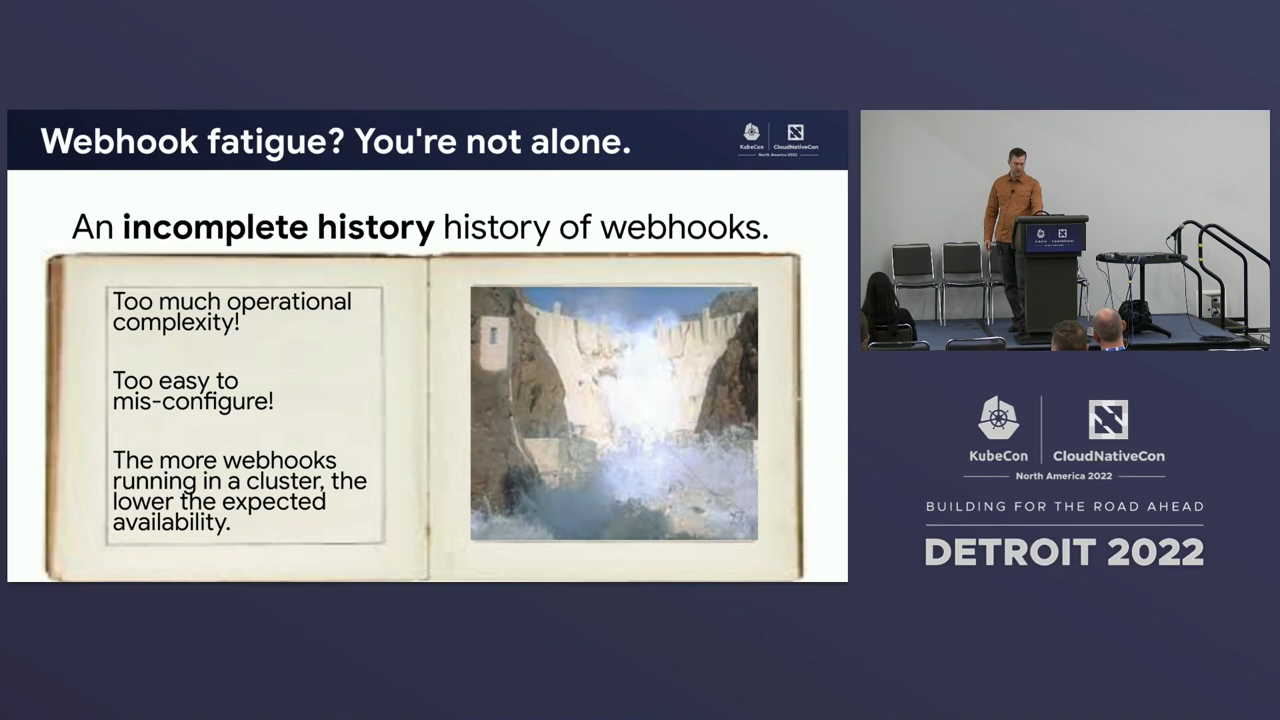 Webhook fatigue? You're not alone.
KubeCon
CloudNativeCon
North America 2022
An incomplete history history of webhooks.
Too much operational
complexity!
Too easy to
mis-configure!
The more webhooks
running in a cluster, the
lower the expected
availability.
KubeCon
CloudNativeCon
North America 2022
BUILDING FOR THE ROAD AHEAD
DETROIT 2022